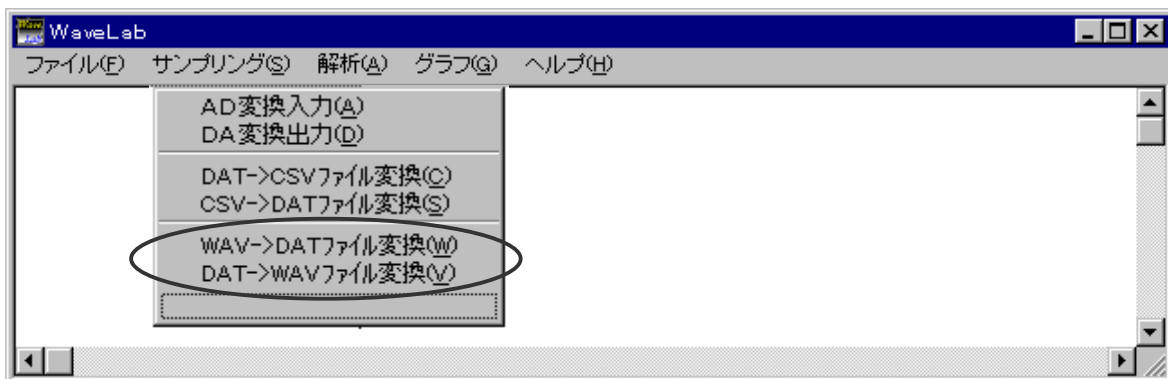 WaveLab
ファイル(F) サンプリング(S) 解析(A) グラフ(G) ヘルプ(H)
AD変換入力(A)
DA変換出力(D)
DAT->CSVファイル変換(C)
CSV->DATファイル変換(S)
WAV->DATファイル変換(W)
DAT->WAVファイル変換(V)